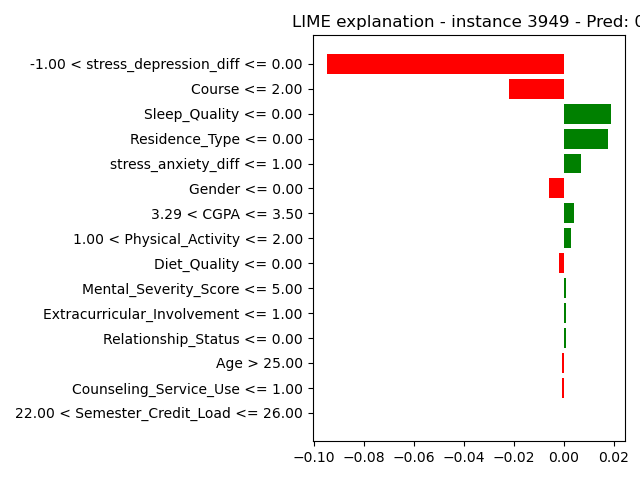 LIME explanation - instance 3949 - Pred: 0
-1.00 < stress_depression_diff <= 0.00
Course <= 2.00
Sleep_Quality <= 0.00
Residence_Type <= 0.00
stress_anxiety_diff <= 1.00
Gender <= 0.00
3.29 < CGPA <= 3.50
1.00 < Physical_Activity <= 2.00
Diet_Quality <= 0.00
Mental_Severity_Score <= 5.00
Extracurricular_Involvement <= 1.00
Relationship_Status <= 0.00
Age > 25.00
Counseling_Service_Use <= 1.00
22.00 < Semester_Credit_Load <= 26.00
−0.10 −0.08 −0.06 −0.04 −0.02 0.00 0.02